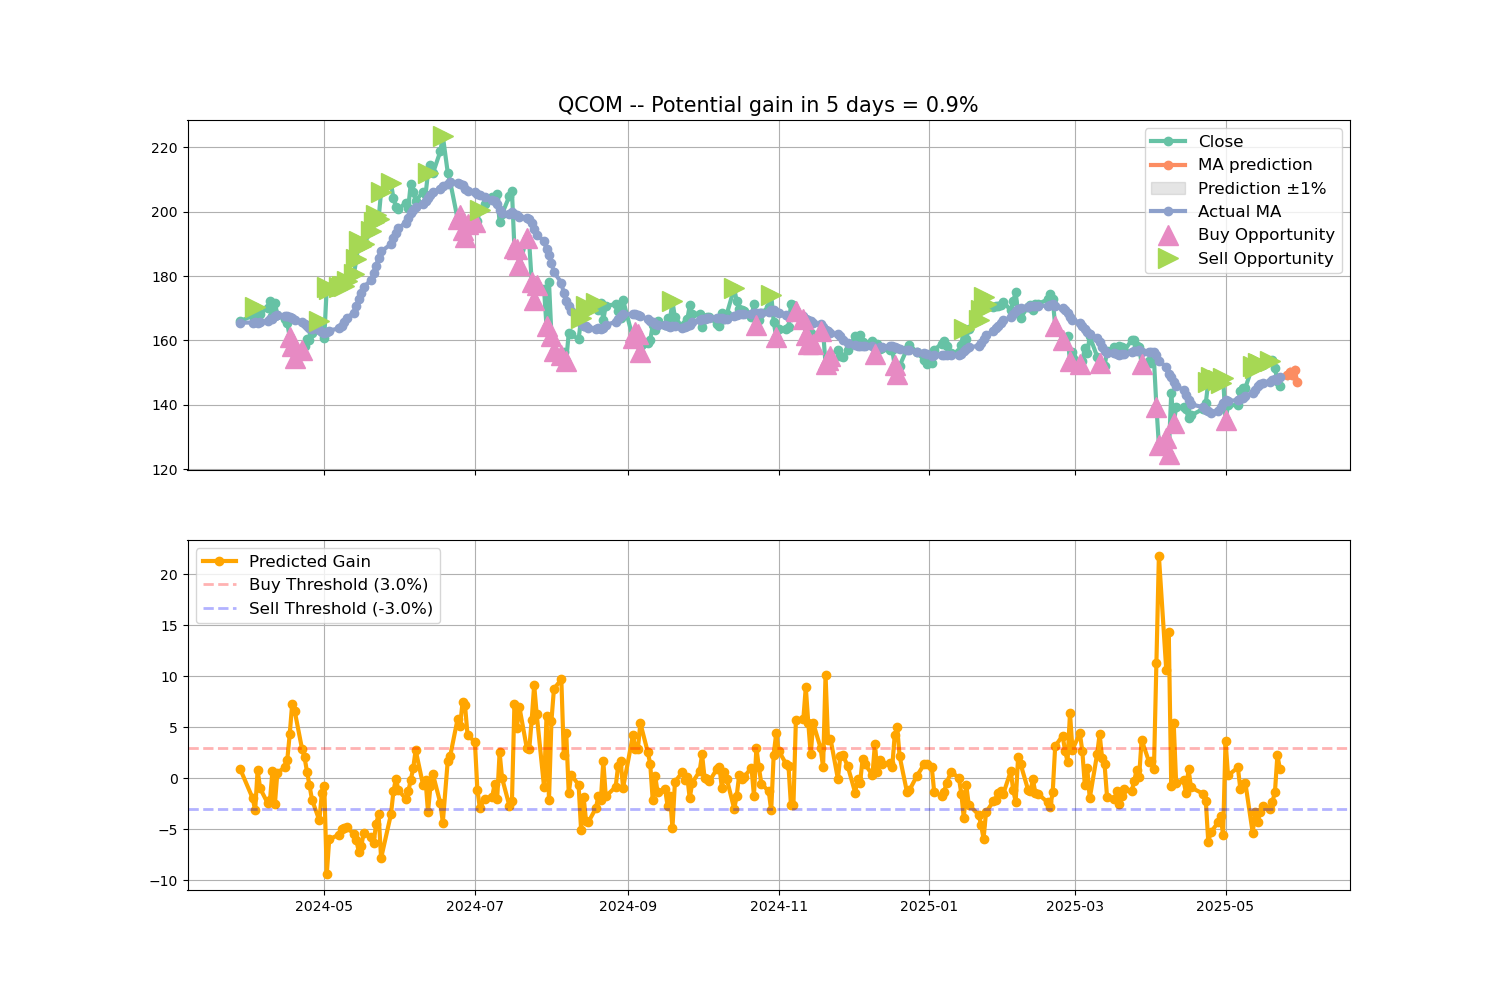 QCOM -- Potential gain in 5 days = 0.9%
220
200
180
160
140
120
Close
MA prediction
Prediction ±1%
Actual MA
Buy Opportunity
Sell Opportunity
20
15
10
5
0
−5
−10
Predicted Gain
Buy Threshold (3.0%)
Sell Threshold (-3.0%)
2024-05 2024-07 2024-09 2024-11 2025-01 2025-03 2025-05